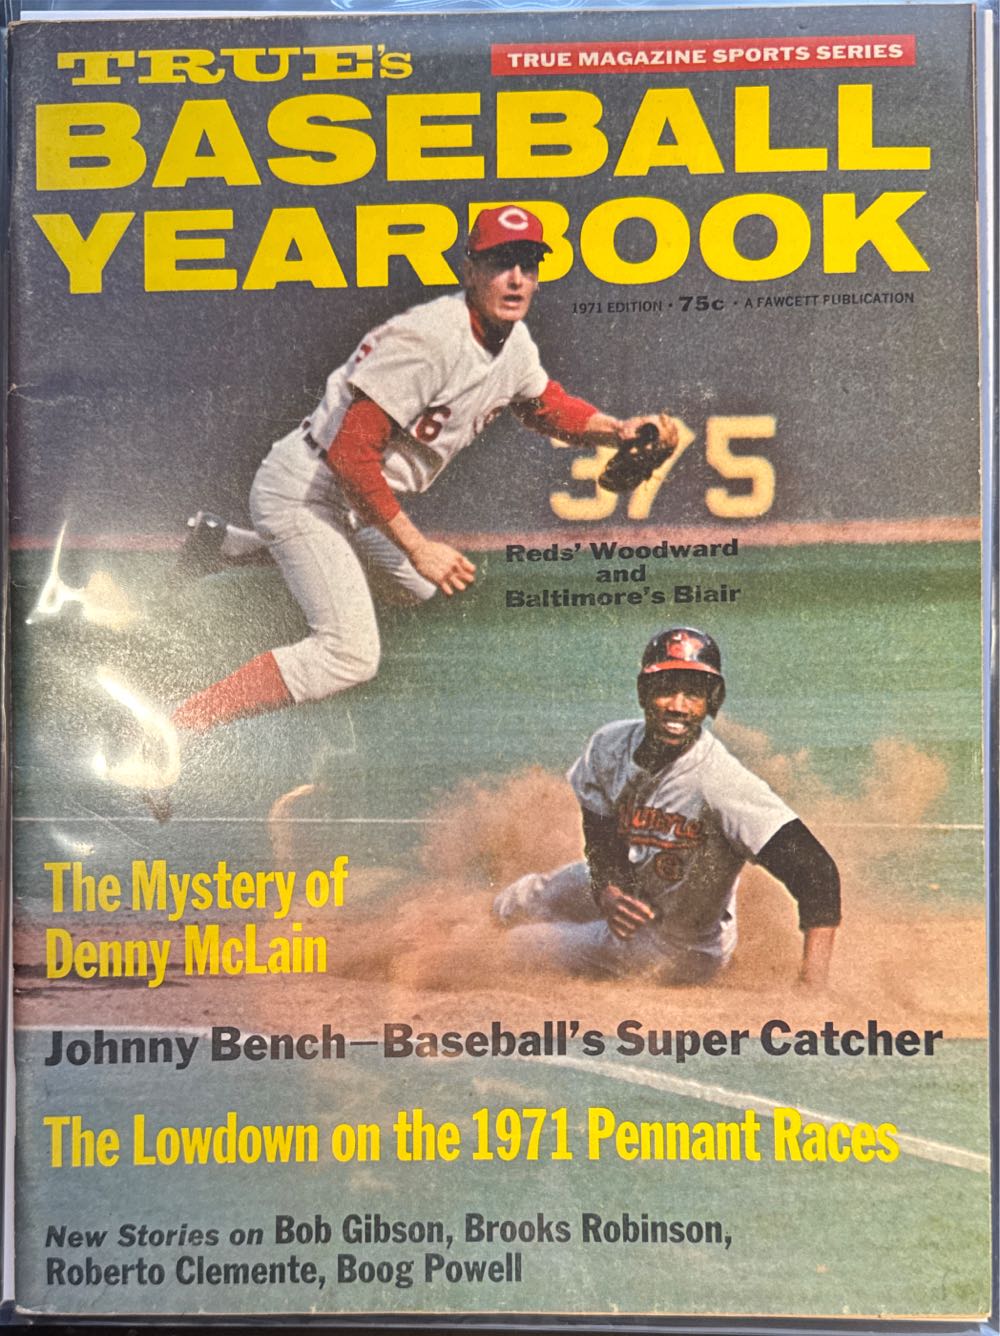 TRUE's
TRUE MAGAZINE SPORTS SERIES
BASEBALL
YEARBOOK
C
1971 EDITION • 75c • A FAWCETT PUBLICATION
6
375
Reds' Woodward
and
Baltimore's Blair
The Mystery of
Denny McLain
Johnny Bench—Baseball's Super Catcher
The Lowdown on the 1971 Pennant Races
New Stories on Bob Gibson, Brooks Robinson,
Roberto Clemente, Boog Powell